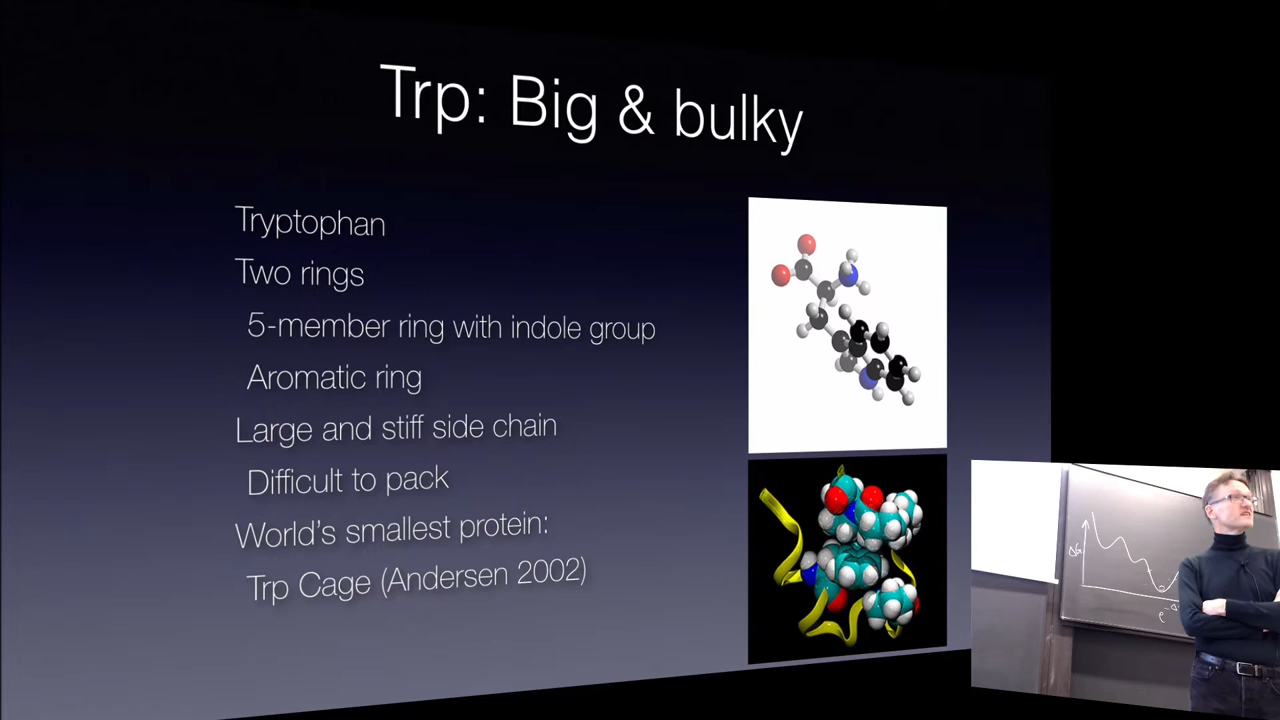 Trp: Big & bulky
Tryptophan
Two rings
5-member ring with indole group
Aromatic ring
Large and stiff side chain
Difficult to pack
World's smallest protein:
Trp Cage (Andersen 2002)
ΔG